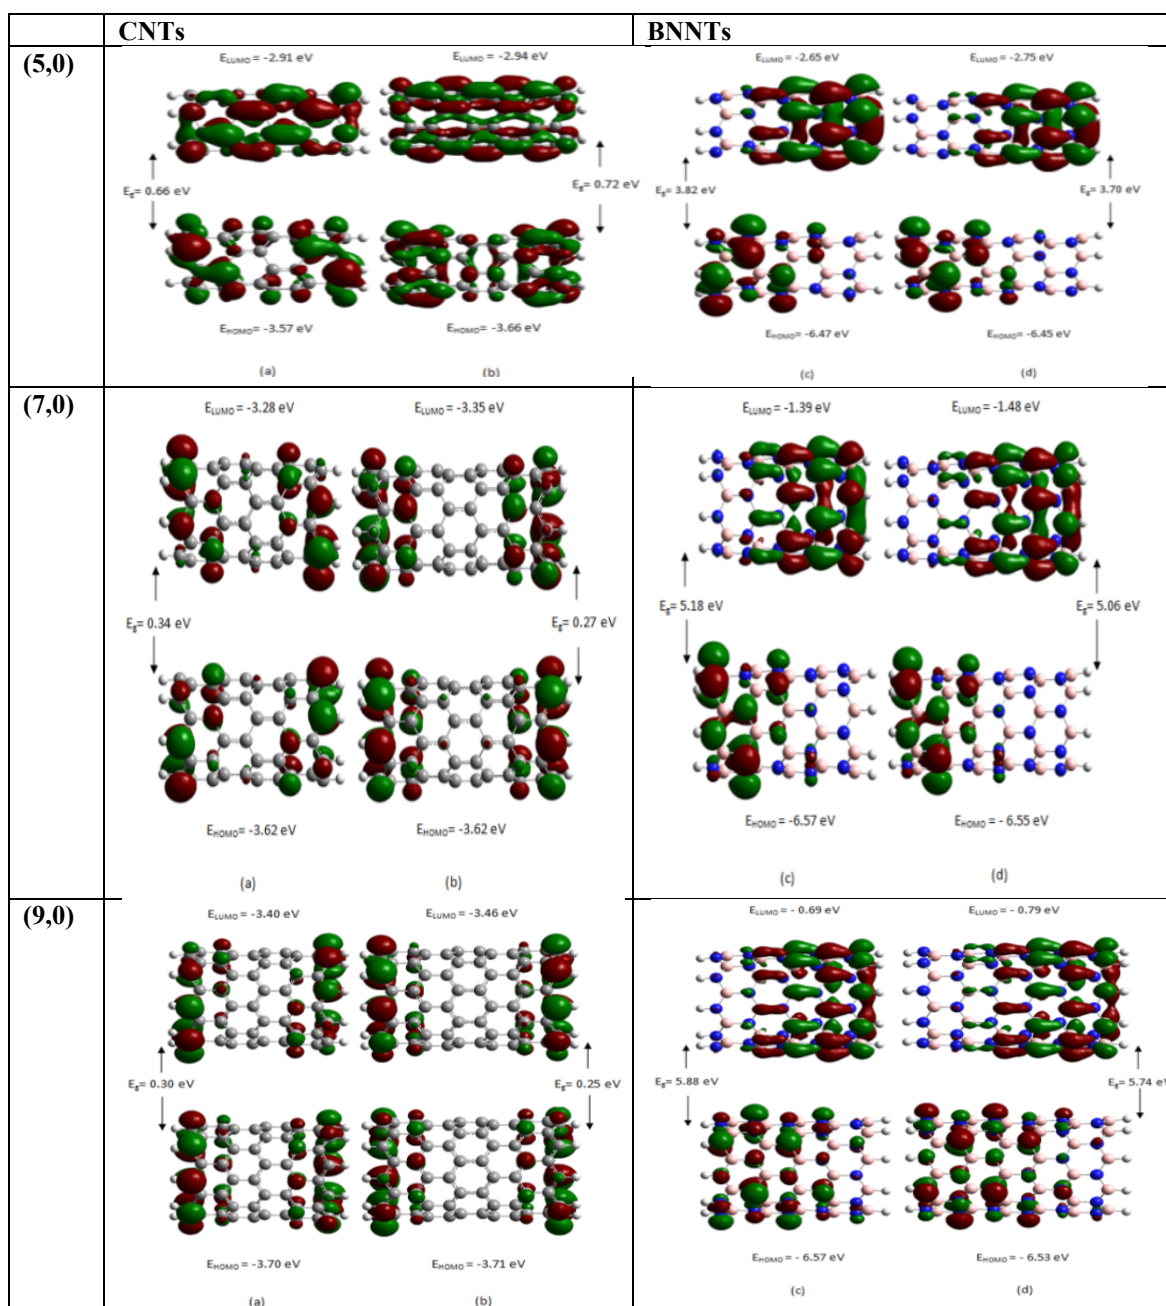 CNTs BNNTs
(5,0)
E_LUMO = -2.91 eV E_LUMO = -2.94 eV E_LUMO = -2.65 eV E_LUMO = -2.75 eV
E_g= 0.66 eV E_g= 0.72 eV E_g= 3.82 eV E_g= 3.70 eV
E_HOMO = -3.57 eV E_HOMO = -3.66 eV E_HOMO= -6.47 eV E_HOMO= -6.45 eV
(a) (b) (c) (d)
(7,0)
E_LUMO = -3.28 eV E_LUMO = -3.35 eV E_LUMO = -1.39 eV E_LUMO = -1.48 eV
E_g= 0.34 eV E_g= 0.27 eV E_g= 5.18 eV E_g= 5.06 eV
E_HOMO= -3.62 eV E_HOMO= -3.62 eV E_HOMO = -6.57 eV E_HOMO = - 6.55 eV
(a) (b) (c) (d)
(9,0)
E_LUMO = -3.40 eV E_LUMO = -3.46 eV E_LUMO = - 0.69 eV E_LUMO = - 0.79 eV
E_g= 0.30 eV E_g= 0.25 eV E_g= 5.88 eV E_g= 5.74 eV
E_HOMO = -3.70 eV E_HOMO = -3.71 eV E_HOMO = - 6.57 eV E_HOMO = - 6.53 eV
(a) (b) (c) (d)